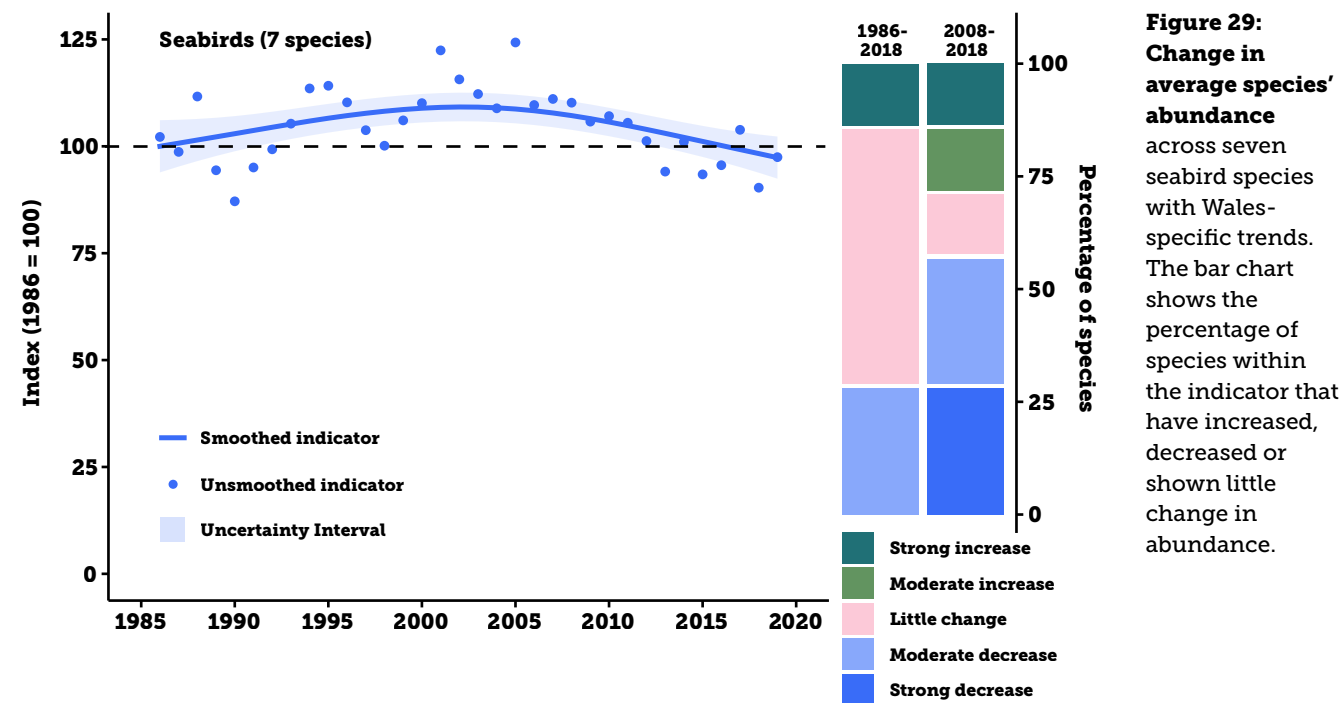 Seabirds (7 species)
Index (1986 = 100)
125
100
75
50
25
0
1985
1990
1995
2000
2005
2010
2015
2020
Smoothed indicator
Unsmoothed indicator
Uncertainty Interval
1986-
2018
2008-
2018
100
75
50
25
0
Percentage of species
Strong increase
Moderate increase
Little change
Moderate decrease
Strong decrease
Figure 29:
Change in
average species’
abundance
across seven
seabird species
with Wales-
specific trends.
The bar chart
shows the
percentage of
species within
the indicator that
have increased,
decreased or
shown little
change in
abundance.